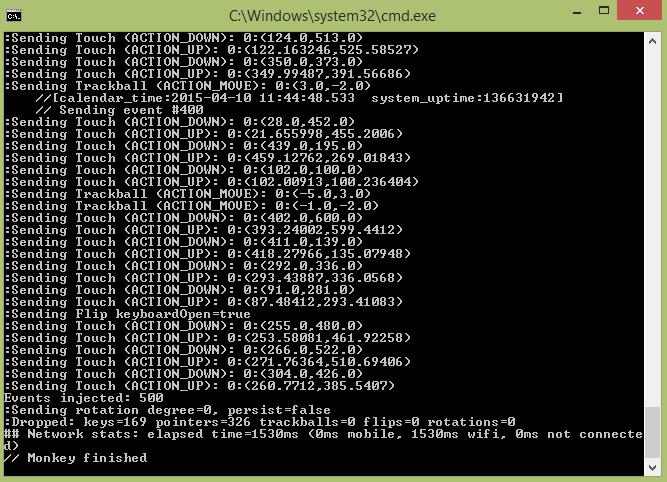 C:\Windows\system32\cmd.exe
:Sending Touch (ACTION_DOWN): 0:(124.0,513.0)
:Sending Touch (ACTION_UP): 0:(122.163246,525.58527)
:Sending Touch (ACTION_DOWN): 0:(350.0,373.0)
:Sending Touch (ACTION_UP): 0:(349.99487,391.56686)
:Sending Trackball (ACTION_MOVE): 0:(3.0,-2.0)
//[calendar_time:2015-04-10 11:44:48.533  system_uptime:136631942]
// Sending event #400
:Sending Touch (ACTION_DOWN): 0:(28.0,452.0)
:Sending Touch (ACTION_UP): 0:(21.655998,455.2006)
:Sending Touch (ACTION_DOWN): 0:(439.0,195.0)
:Sending Touch (ACTION_UP): 0:(459.12762,269.01843)
:Sending Touch (ACTION_DOWN): 0:(102.0,100.0)
:Sending Touch (ACTION_UP): 0:(102.00913,100.236404)
:Sending Trackball (ACTION_MOVE): 0:(-5.0,3.0)
:Sending Trackball (ACTION_MOVE): 0:(-1.0,-2.0)
:Sending Touch (ACTION_DOWN): 0:(402.0,600.0)
:Sending Touch (ACTION_UP): 0:(393.24002,599.4412)
:Sending Touch (ACTION_DOWN): 0:(411.0,139.0)
:Sending Touch (ACTION_UP): 0:(418.27966,135.07948)
:Sending Touch (ACTION_DOWN): 0:(292.0,336.0)
:Sending Touch (ACTION_UP): 0:(293.43887,336.0568)
:Sending Touch (ACTION_DOWN): 0:(91.0,281.0)
:Sending Touch (ACTION_UP): 0:(87.48412,293.41083)
:Sending Flip keyboardOpen=true
:Sending Touch (ACTION_DOWN): 0:(255.0,480.0)
:Sending Touch (ACTION_UP): 0:(253.58081,461.92258)
:Sending Touch (ACTION_DOWN): 0:(266.0,522.0)
:Sending Touch (ACTION_UP): 0:(271.76364,510.69406)
:Sending Touch (ACTION_DOWN): 0:(304.0,426.0)
:Sending Touch (ACTION_UP): 0:(260.7712,385.5407)
Events injected: 500
:Sending rotation degree=0, persist=false
:Dropped: keys=169 pointers=326 trackballs=0 flips=0 rotations=0
## Network stats: elapsed time=1530ms (0ms mobile, 1530ms wifi, 0ms not connecte
d)
// Monkey finished